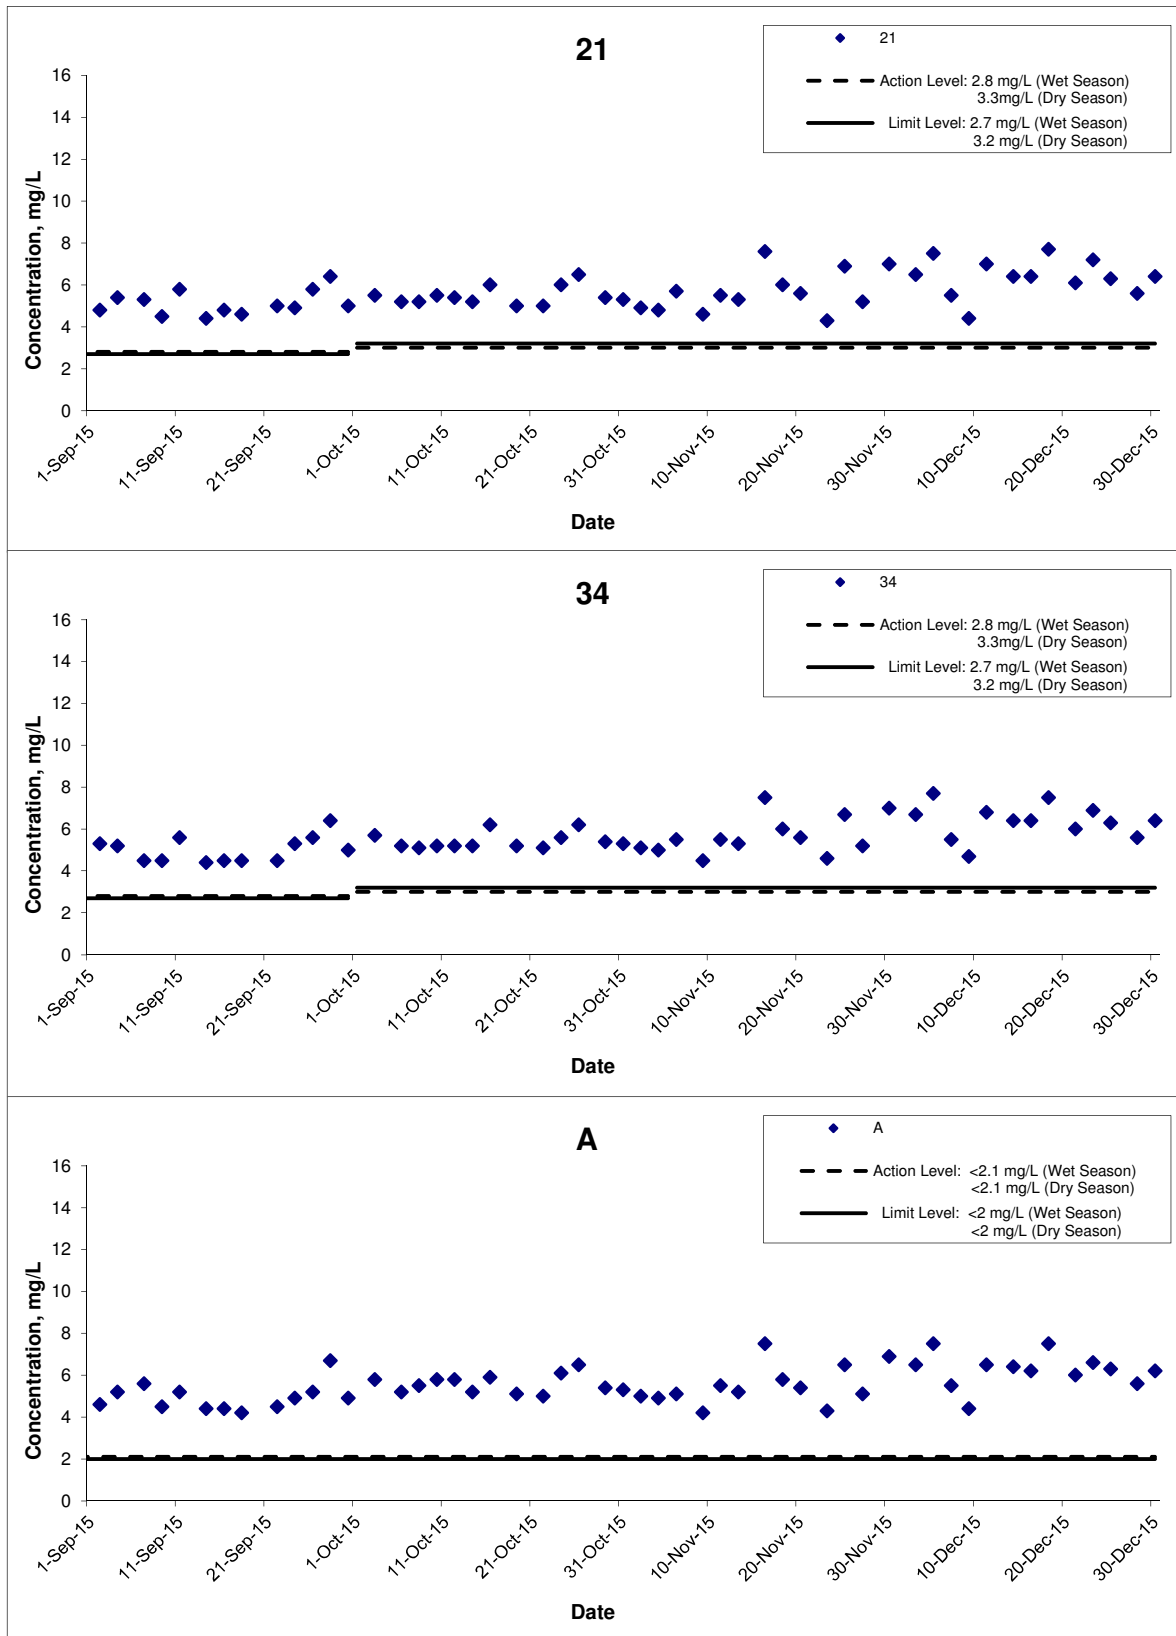 21
21
Action Level: 2.8 mg/L (Wet Season)
3.3mg/L (Dry Season)
Limit Level: 2.7 mg/L (Wet Season)
3.2 mg/L (Dry Season)
Concentration, mg/L
16
14
12
10
8
6
4
2
0
1-Sep-15
11-Sep-15
21-Sep-15
1-Oct-15
11-Oct-15
21-Oct-15
31-Oct-15
10-Nov-15
20-Nov-15
30-Nov-15
10-Dec-15
20-Dec-15
30-Dec-15
Date
34
34
Action Level: 2.8 mg/L (Wet Season)
3.3mg/L (Dry Season)
Limit Level: 2.7 mg/L (Wet Season)
3.2 mg/L (Dry Season)
Concentration, mg/L
16
14
12
10
8
6
4
2
0
1-Sep-15
11-Sep-15
21-Sep-15
1-Oct-15
11-Oct-15
21-Oct-15
31-Oct-15
10-Nov-15
20-Nov-15
30-Nov-15
10-Dec-15
20-Dec-15
30-Dec-15
Date
A
A
Action Level: <2.1 mg/L (Wet Season)
<2.1 mg/L (Dry Season)
Limit Level: <2 mg/L (Wet Season)
<2 mg/L (Dry Season)
Concentration, mg/L
16
14
12
10
8
6
4
2
0
1-Sep-15
11-Sep-15
21-Sep-15
1-Oct-15
11-Oct-15
21-Oct-15
31-Oct-15
10-Nov-15
20-Nov-15
30-Nov-15
10-Dec-15
20-Dec-15
30-Dec-15
Date